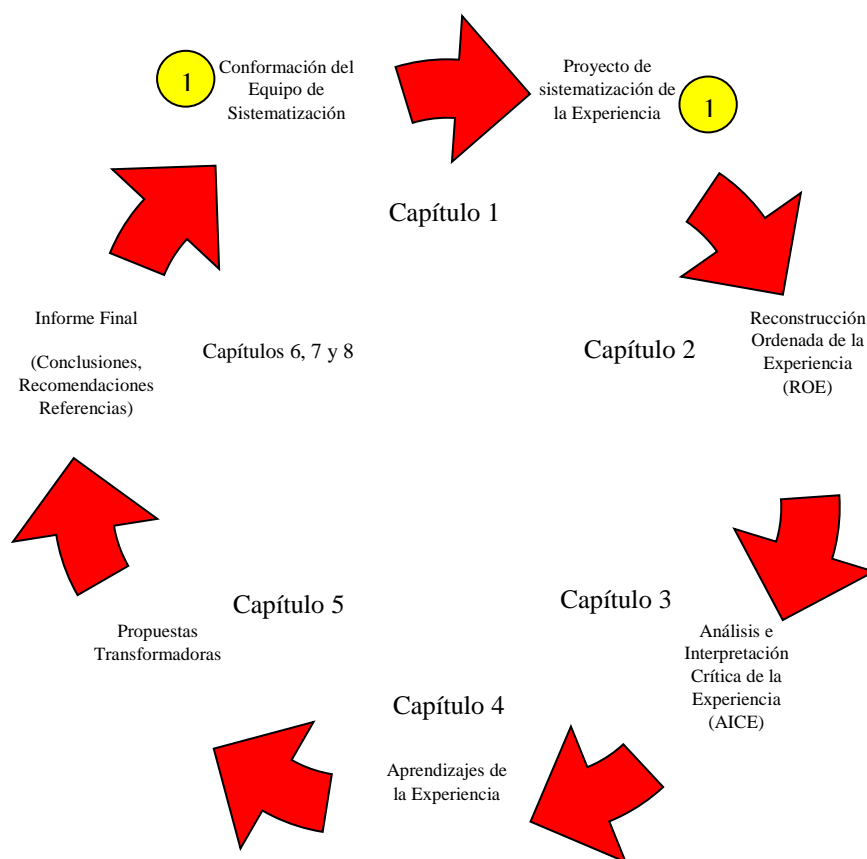 1
Conformación del
Equipo de
Sistematización
Proyecto de
sistematización de
la Experiencia
1
Capítulo 1
Reconstrucción
Ordenada de la
Experiencia
(ROE)
Capítulo 2
Capítulo 3
Análisis e
Interpretación
Crítica de la
Experiencia
(AICE)
Capítulo 4
Aprendizajes de
la Experiencia
Capítulo 5
Propuestas
Transformadoras
Informe Final
(Conclusiones,
Recomendaciones
Referencias)
Capítulos 6, 7 y 8